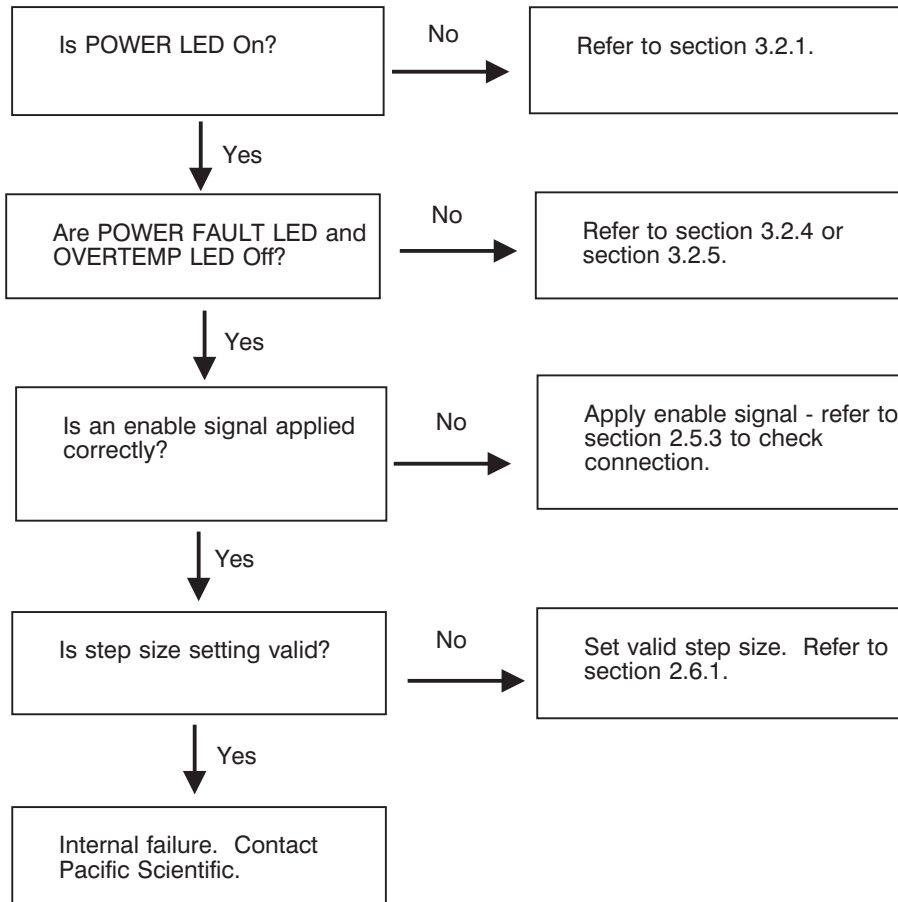 Is POWER LED On?
No
Refer to section 3.2.1.
Yes
Are POWER FAULT LED and
OVERTEMP LED Off?
No
Refer to section 3.2.4 or
section 3.2.5.
Yes
Is an enable signal applied
correctly?
No
Apply enable signal - refer to
section 2.5.3 to check
connection.
Yes
Is step size setting valid?
No
Set valid step size.  Refer to
section 2.6.1.
Yes
Internal failure.  Contact
Pacific Scientific.